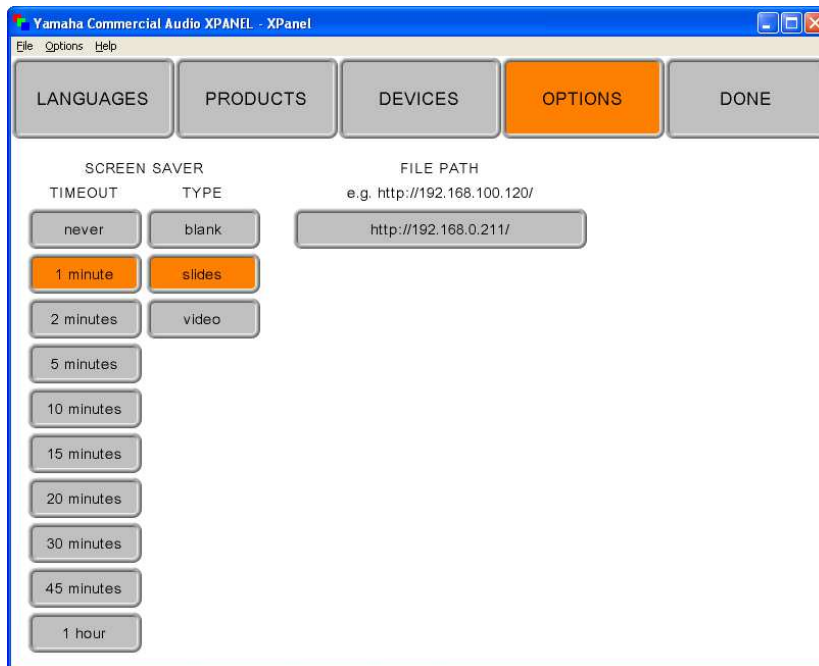 Yamaha Commercial Audio XPANEL - XPanel
File Options Help
LANGUAGES PRODUCTS DEVICES OPTIONS DONE
SCREEN SAVER FILE PATH
TIMEOUT TYPE e.g. http://192.168.100.120/
never blank http://192.168.0.211/
1 minute slides
2 minutes video
5 minutes
10 minutes
15 minutes
20 minutes
30 minutes
45 minutes
1 hour